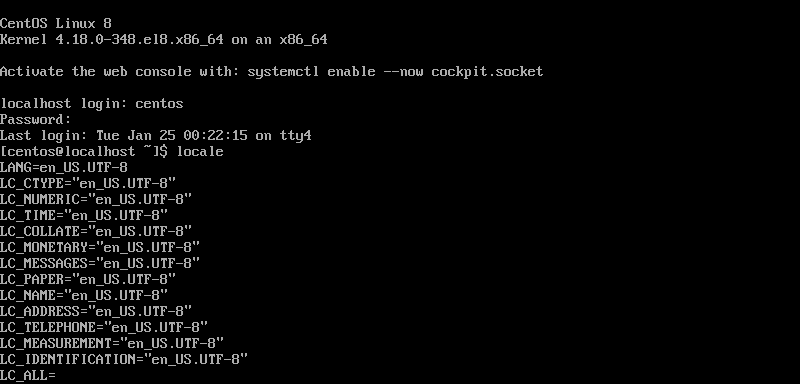 CentOS Linux 8
Kernel 4.18.0-348.el8.x86_64 on an x86_64
Activate the web console with: systemctl enable --now cockpit.socket
localhost login: centos
Password:
Last login: Tue Jan 25 00:22:15 on tty4
[centos@localhost ~]$ locale
LANG=en_US.UTF-8
LC_CTYPE="en_US.UTF-8"
LC_NUMERIC="en_US.UTF-8"
LC_TIME="en_US.UTF-8"
LC_COLLATE="en_US.UTF-8"
LC_MONETARY="en_US.UTF-8"
LC_MESSAGES="en_US.UTF-8"
LC_PAPER="en_US.UTF-8"
LC_NAME="en_US.UTF-8"
LC_ADDRESS="en_US.UTF-8"
LC_TELEPHONE="en_US.UTF-8"
LC_MEASUREMENT="en_US.UTF-8"
LC_IDENTIFICATION="en_US.UTF-8"
LC_ALL=